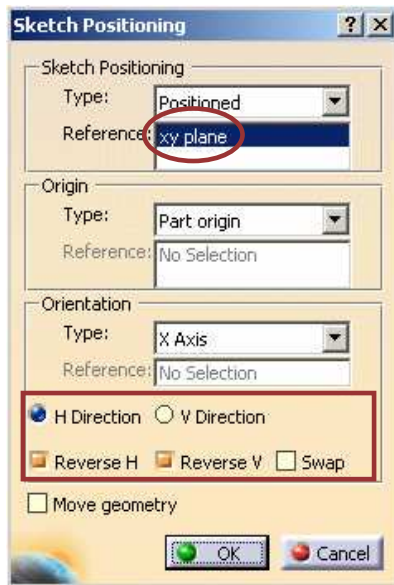 Sketch Positioning
Sketch Positioning
Type: Positioned
Reference: xy plane
Origin
Type: Part origin
Reference: No Selection
Orientation
Type: X Axis
Reference: No Selection
H Direction V Direction
Reverse H Reverse V Swap
Move geometry
OK Cancel